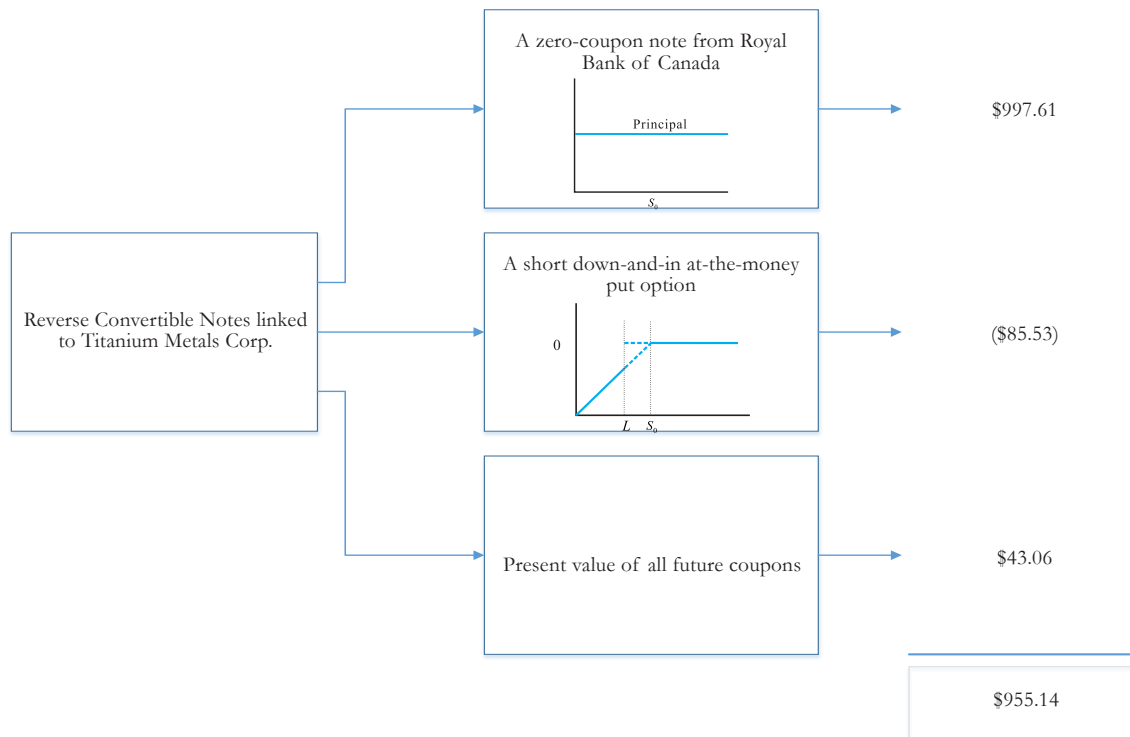 A zero-coupon note from Royal
Bank of Canada
Principal
S₀
$997.61
Reverse Convertible Notes linked
to Titanium Metals Corp.
A short down-and-in at-the-money
put option
0
L S₀
($85.53)
Present value of all future coupons
$43.06
$955.14